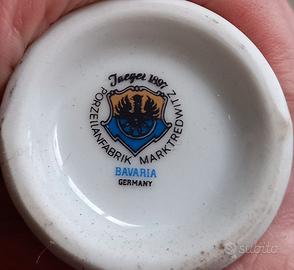 Jaeger 1897
PORZELLANFABRIK MARKTREDWITZ
BAVARIA
GERMANY
subito